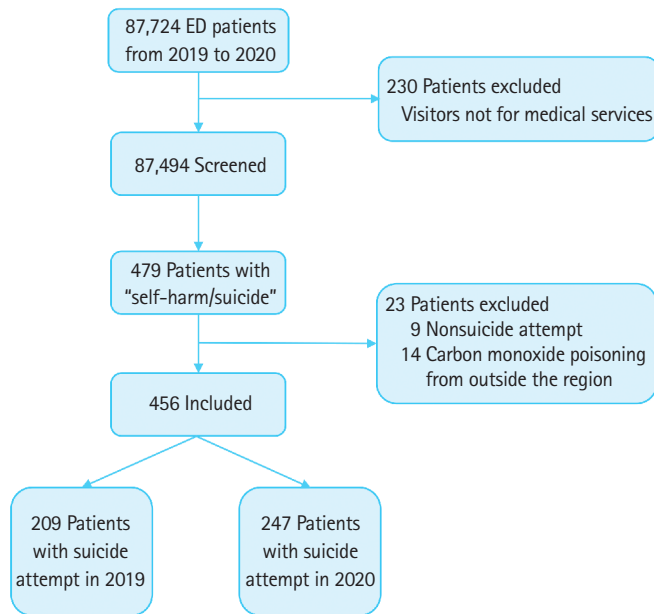 87,724 ED patients
from 2019 to 2020
230 Patients excluded
Visitors not for medical services
87,494 Screened
479 Patients with
“self-harm/suicide”
23 Patients excluded
9 Nonsuicide attempt
14 Carbon monoxide poisoning
from outside the region
456 Included
209 Patients
with suicide
attempt in 2019
247 Patients
with suicide
attempt in 2020